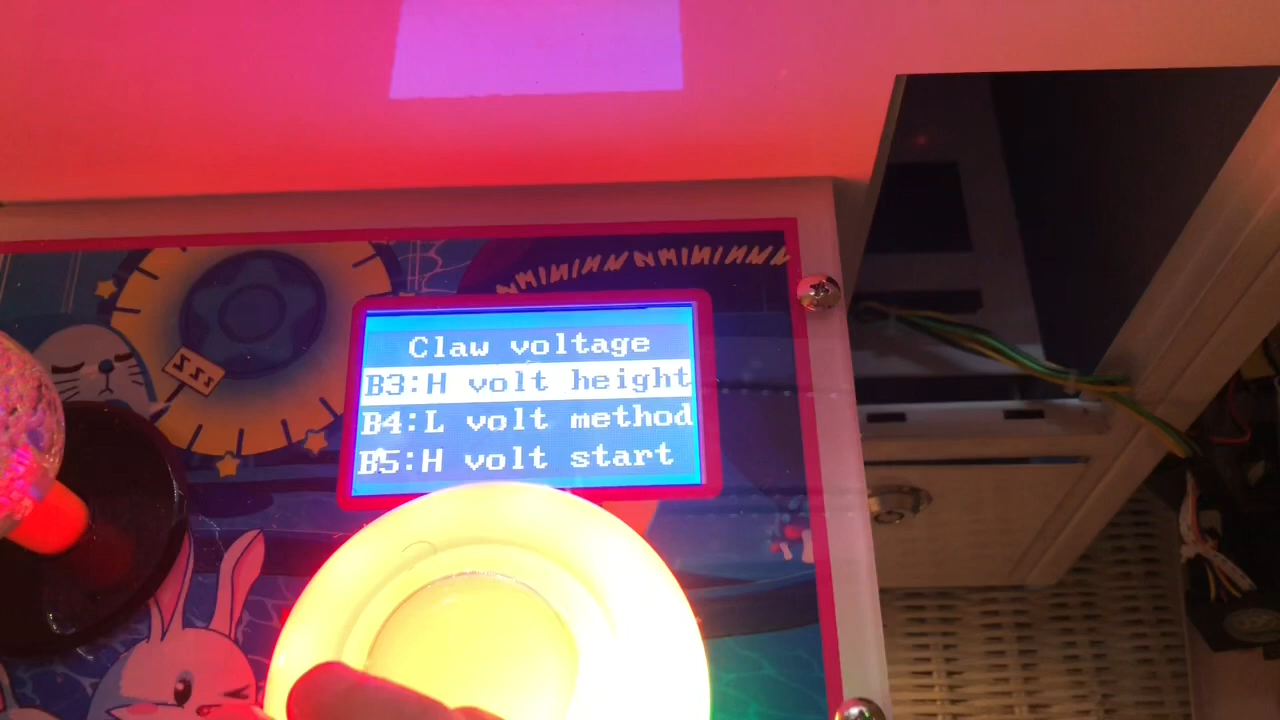 Claw voltage
B3:H volt height
B4:L volt method
B5:H volt start